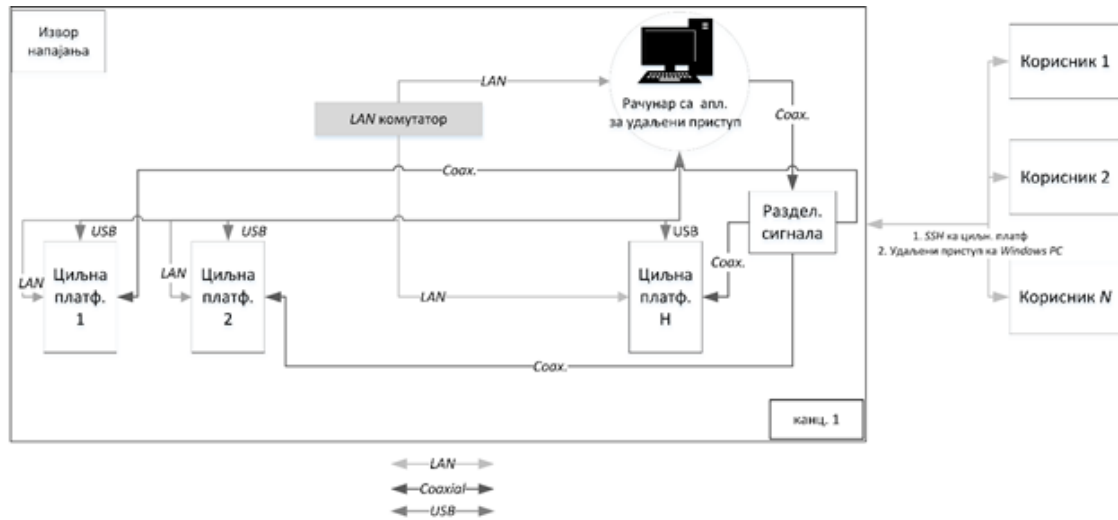 Извор
напајања
LAN
LAN комутатор
Рачунар са апл.
за удаљени приступ
Coax.
Coax.
Раздел.
сигнала
USB
USB
USB
LAN
Циљна
платф.
1
LAN
Циљна
платф.
2
LAN
Циљна
платф.
Н
Coax.
Coax.
канц. 1
Корисник 1
Корисник 2
1. SSH ка циљн. платф.
2. Удаљени приступ ка Windows PC
Корисник N
LAN
Coaxial
USB